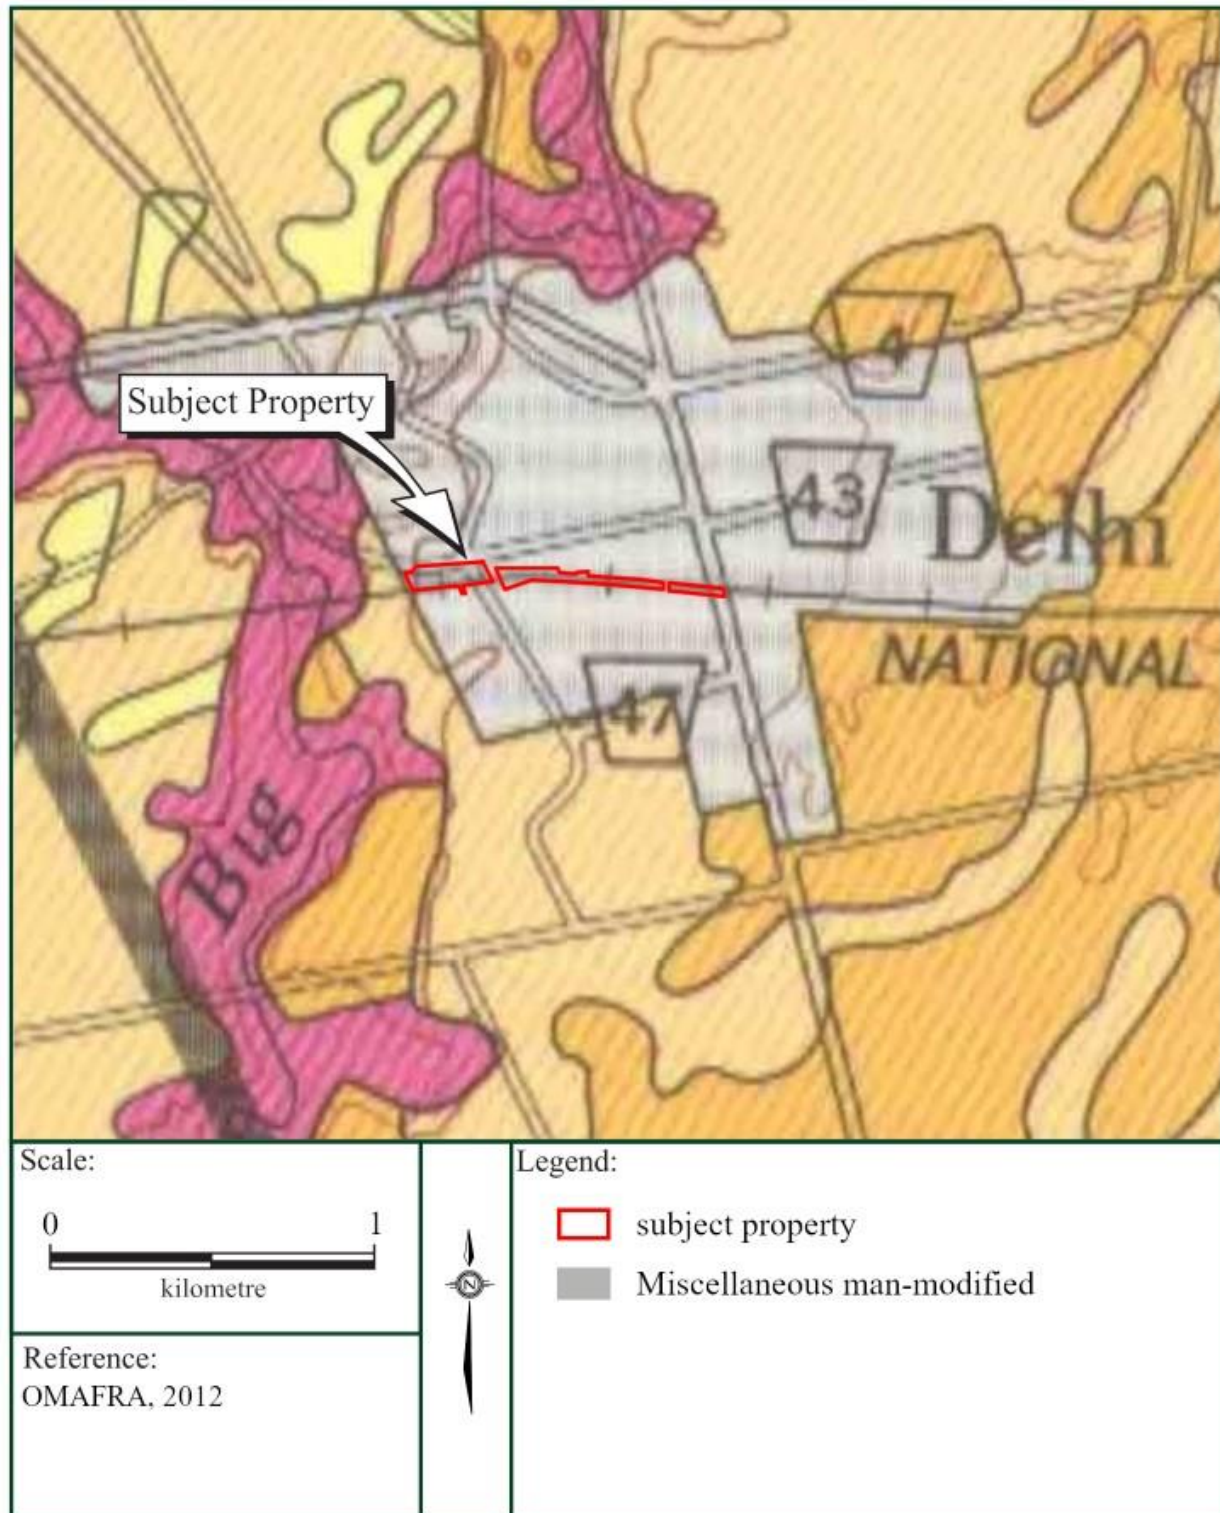 4
Subject Property
43
Delhi
NATIONAL
47
Big
Scale:
0 1
kilometre
N
Reference:
OMAFRA, 2012
Legend:
subject property
Miscellaneous man-modified